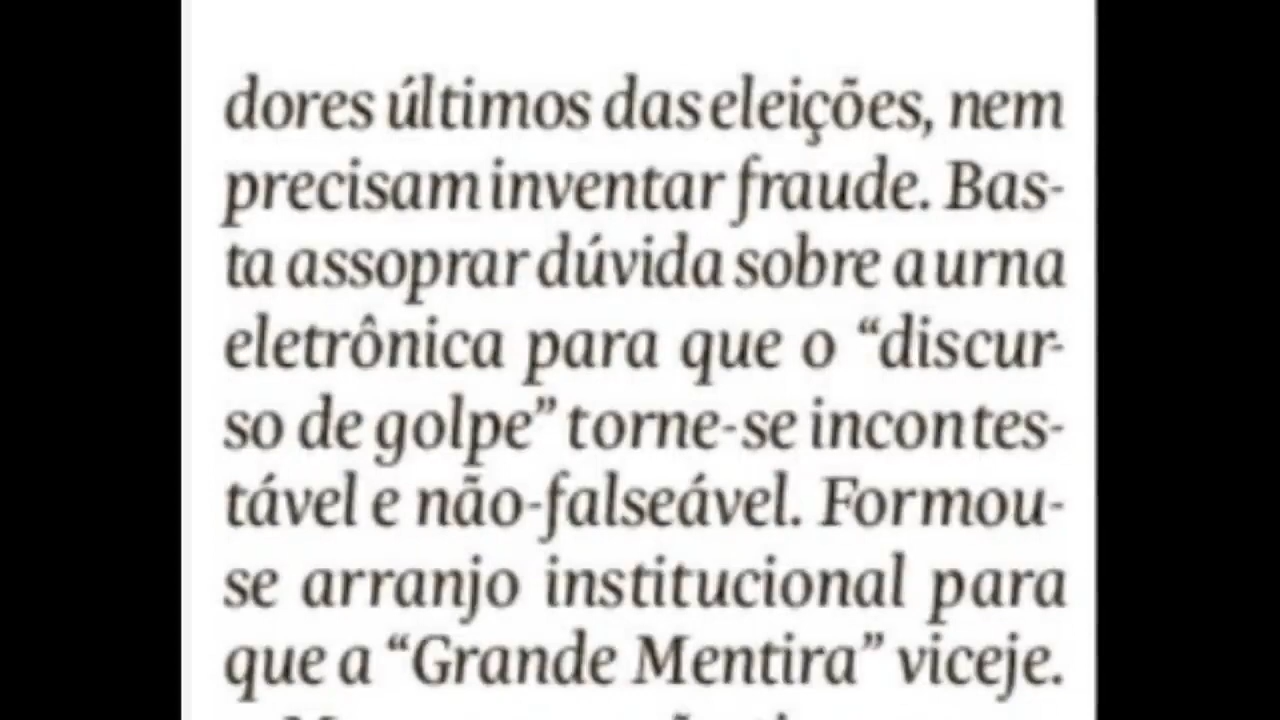 dores últimos das eleições, nem
precisam inventar fraude. Bas-
ta assoprar dúvida sobre a urna
eletrônica para que o “discur-
so de golpe” torne-se incontes-
tável e não-falseável. Formou-
se arranjo institucional para
que a “Grande Mentira” viceje.